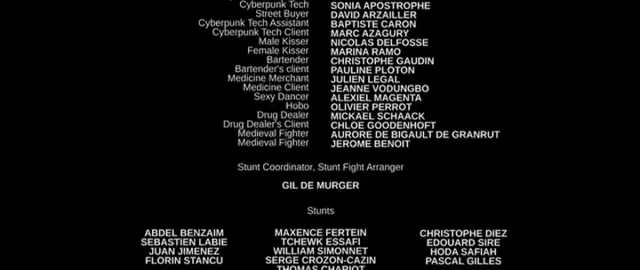 Cyberpunk Tech SONIA APOSTROPHE
Street Buyer DAVID ARZAILLER
Cyberpunk Tech Assistant BAPTISTE CARON
Cyberpunk Tech Client MARC AZAGURY
Male Kisser NICOLAS DELFOSSE
Female Kisser MARINA RAMO
Bartender CHRISTOPHE GAUDIN
Bartender's client PAULINE PLOTON
Medicine Merchant JULIEN LEGAL
Medicine Client JEANNE VODUNGBO
Sexy Dancer ALEXIEL MAGENTA
Hobo OLIVIER PERROT
Drug Dealer MICKAEL SCHAACK
Drug Dealer's Client CHLOE GOODENHOFT
Medieval Fighter AURORE DE BIGAULT DE GRANRUT
Medieval Fighter JEROME BENOIT
Stunt Coordinator, Stunt Fight Arranger
GIL DE MURGER
Stunts
ABDEL BENZAIM MAXENCE FERTEIN CHRISTOPHE DIEZ
SEBASTIEN LABIE TCHEWK ESSAFI EDOUARD SIRE
JUAN JIMENEZ WILLIAM SIMONNET HODA SAFIAH
FLORIN STANCU SERGE CROZON-CAZIN PASCAL GILLES
THOMAS CHARIOT